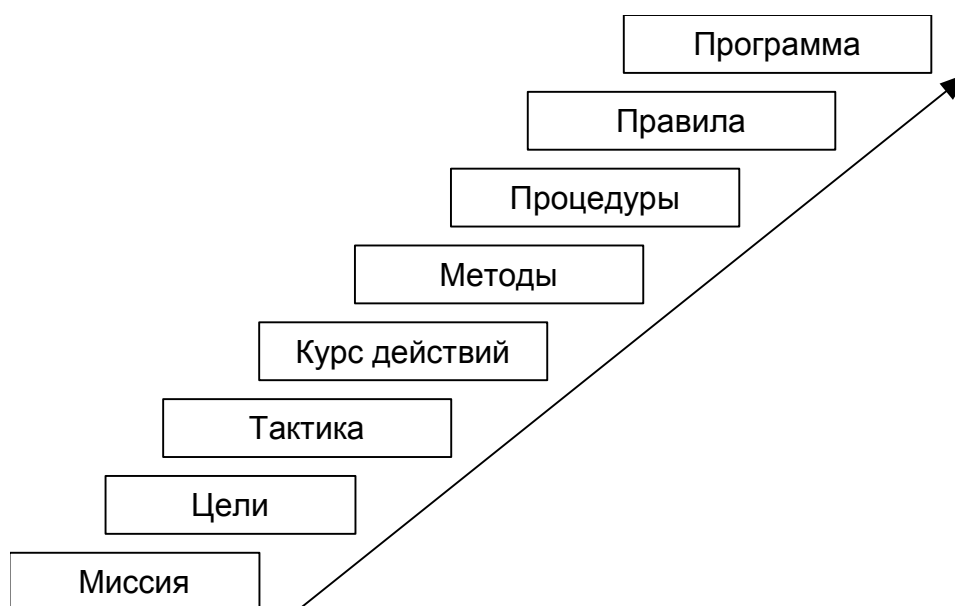 Программа
Правила
Процедуры
Методы
Курс действий
Тактика
Цели
Миссия